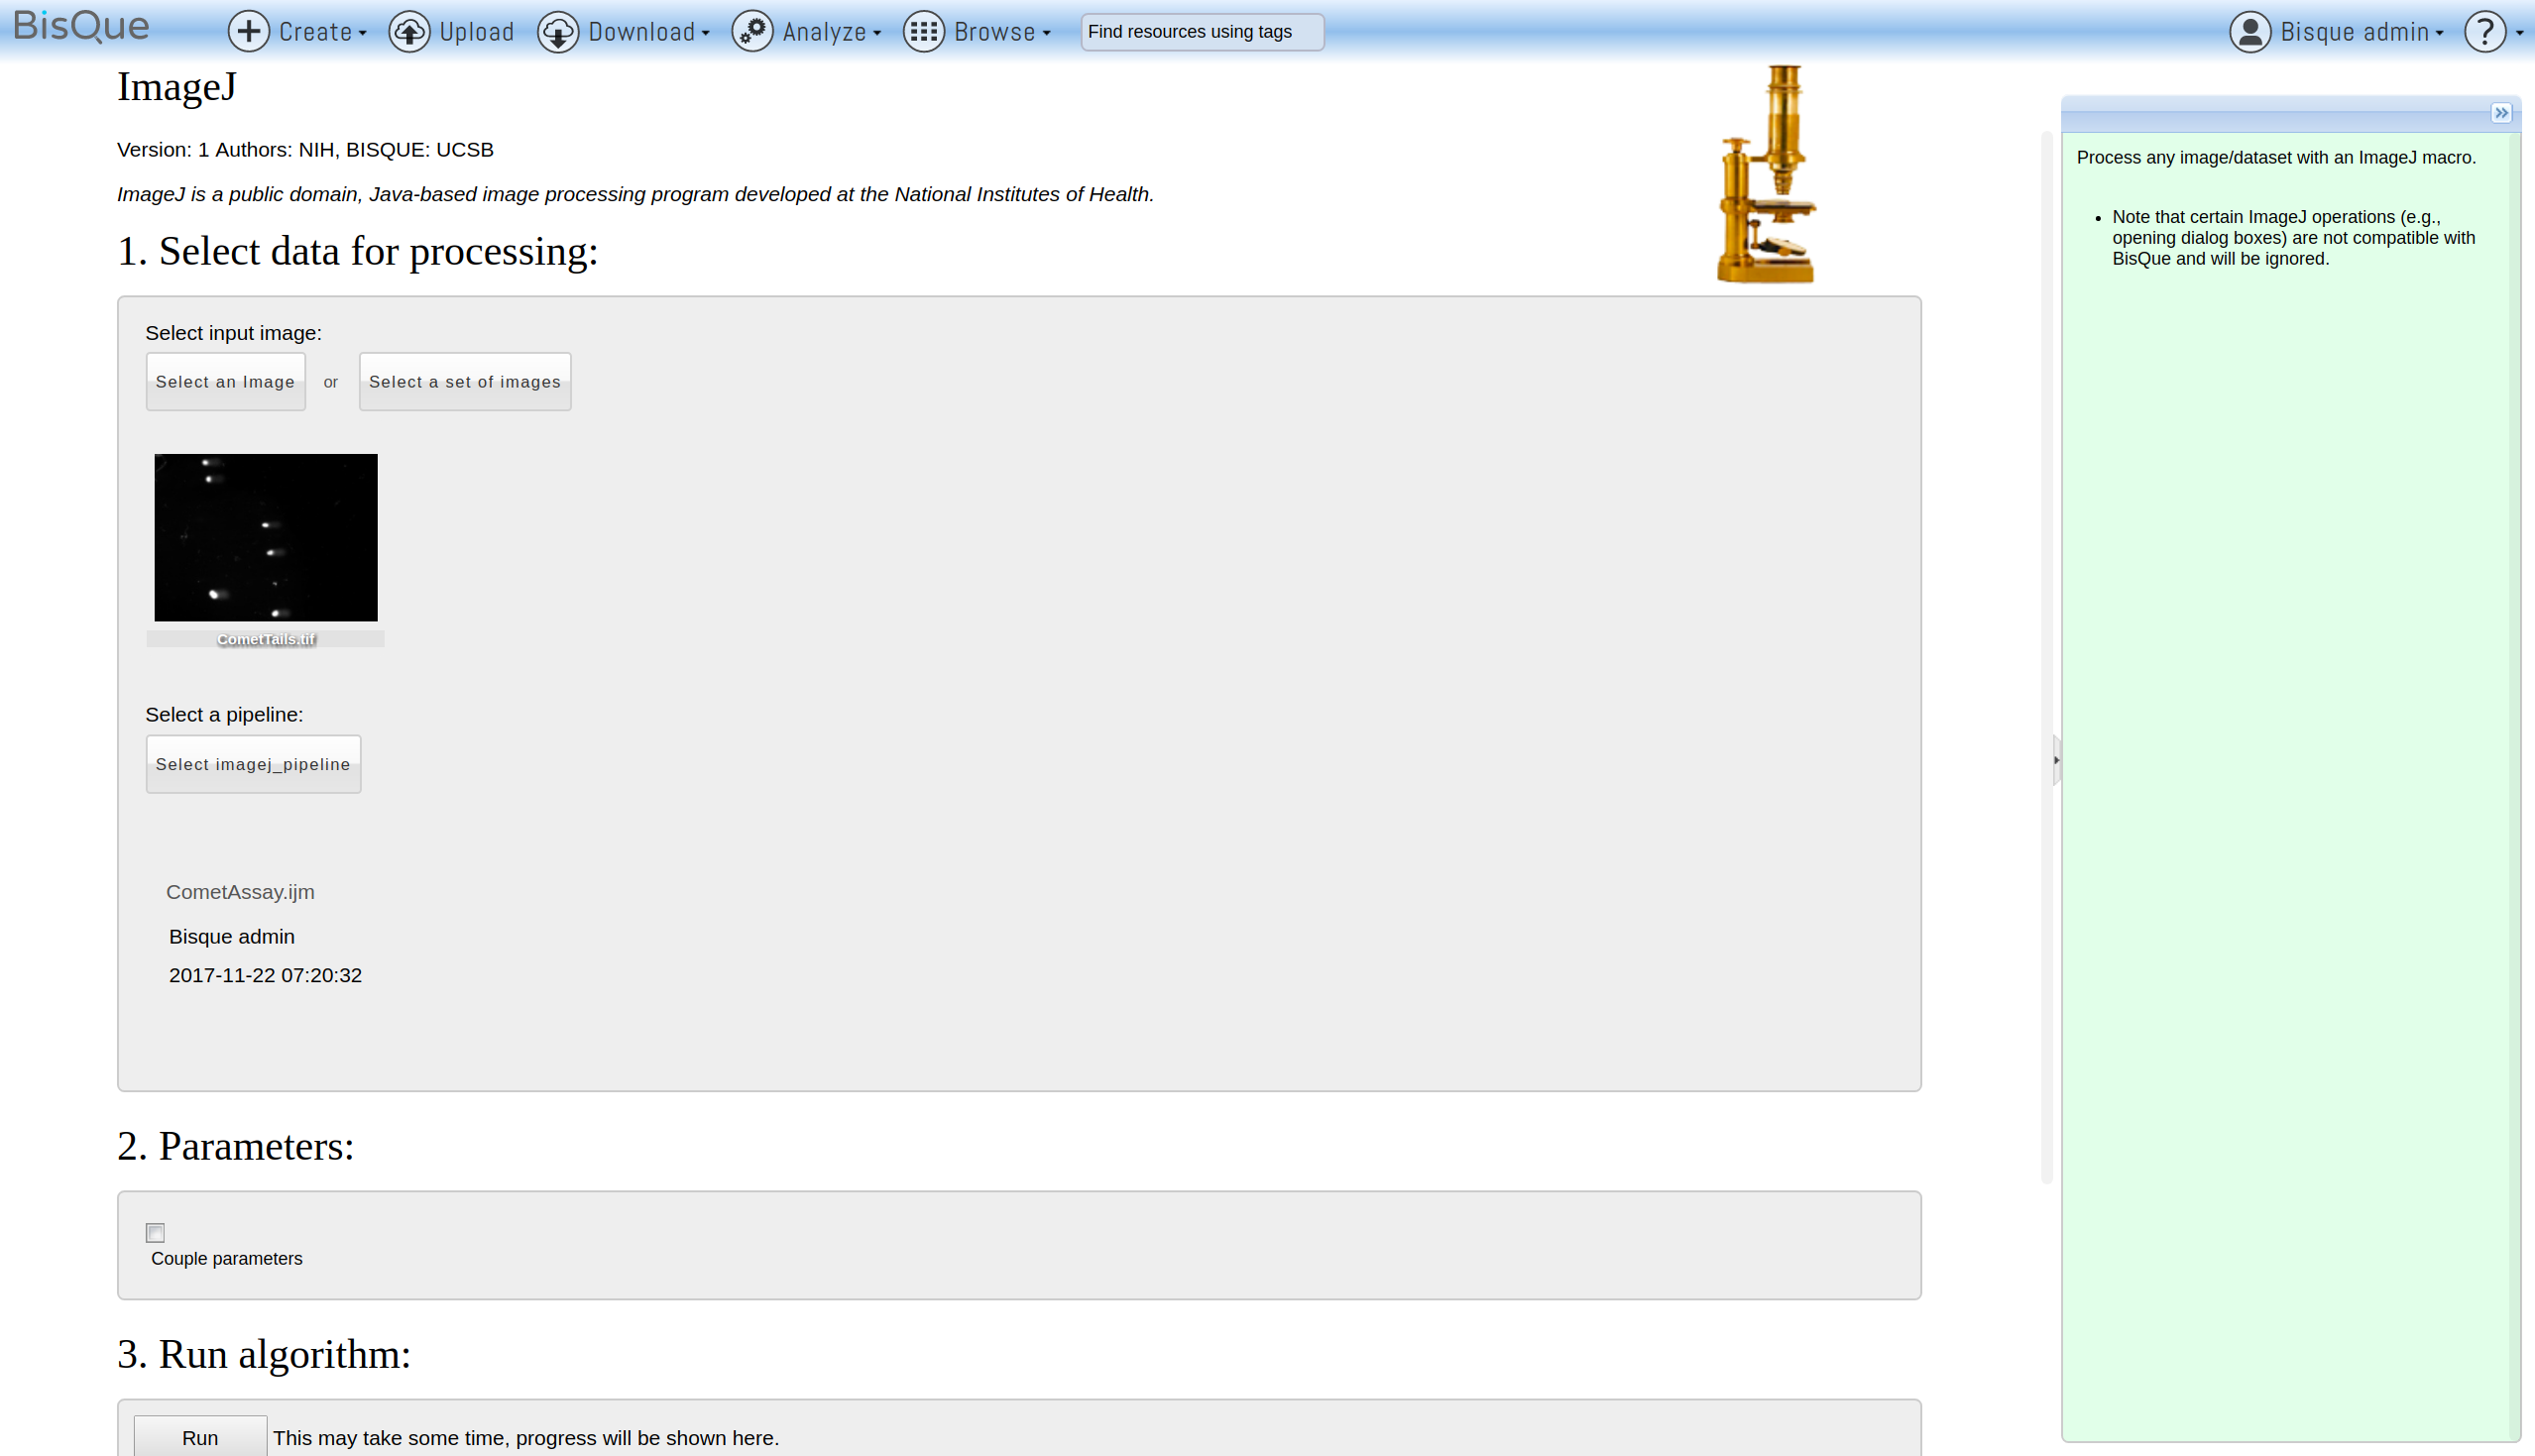 BisQue Create Upload Download Analyze Browse Find resources using tags Bisque admin ?
ImageJ
Version: 1 Authors: NIH, BISQUE: UCSB
ImageJ is a public domain, Java-based image processing program developed at the National Institutes of Health.
1. Select data for processing:
Select input image:
Select an Image or Select a set of images
CometTails.tif
Select a pipeline:
Select imagej_pipeline
CometAssay.ijm
Bisque admin
2017-11-22 07:20:32
2. Parameters:
Couple parameters
3. Run algorithm:
Run This may take some time, progress will be shown here.
Process any image/dataset with an ImageJ macro.
• Note that certain ImageJ operations (e.g.,
opening dialog boxes) are not compatible with
BisQue and will be ignored.